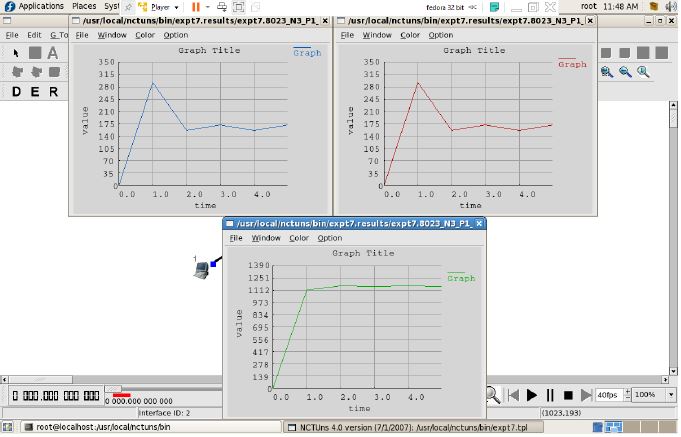 Applications Places Syst Player fedora 32 bit root 11:48 AM
/usr/local/nctuns/bin/expt7.results/expt7.8023_N3_P1_
File Edit G_To
D E R
File Window Color Option
Graph Title
Graph
350
315
280
245
210
175
140
105
70
35
0
value
0.0 1.0 2.0 3.0 4.0
time
/usr/local/nctuns/bin/expt7.results/expt7.8023_N3_P1_
File Window Color Option
Graph Title
Graph
350
315
280
245
210
175
140
105
70
35
0
value
0.0 1.0 2.0 3.0 4.0
time
/usr/local/nctuns/bin/expt7.results/expt7.8023_N3_P1_
File Window Color Option
Graph Title
Graph
1390
1251
1112
973
834
695
556
417
278
139
0
value
0.0 1.0 2.0 3.0 4.0
time
1
0 000.000 000 000
0 000.000 000 000
40fps
100%
Interface ID: 2
(1023,193)
root@localhost:/usr/local/nctuns/bin
NCTUns 4.0 version (7/1/2007): /usr/local/nctuns/bin/expt7.tpl